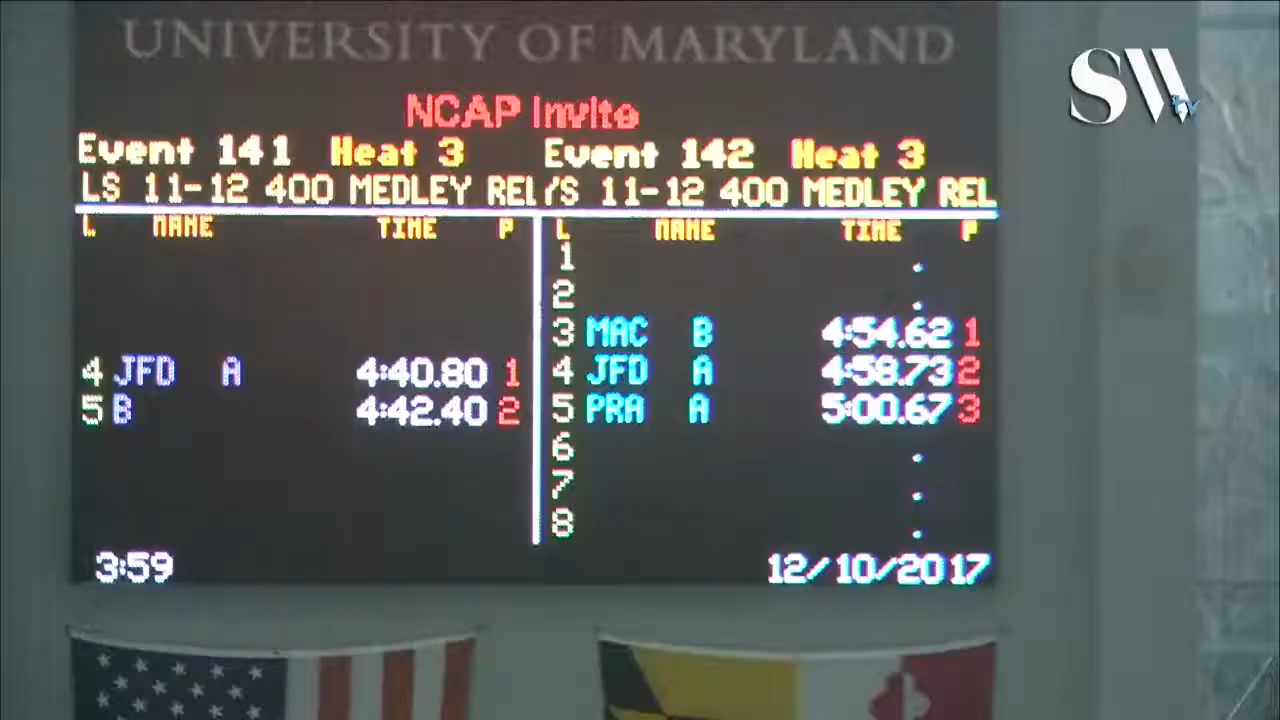 UNIVERSITY OF MARYLAND
SW
TV
NCAP Invite
Event 141 Heat 3 Event 142 Heat 3
LS 11-12 400 MEDLEY REL/S 11-12 400 MEDLEY REL
L NAME TIME P L NAME TIME P
1 .
2 .
3 MAC B 4:54.62 1
4 JFD A 4:40.80 1 4 JFD A 4:58.73 2
5 B 4:42.40 2 5 PRA A 5:00.67 3
6 .
7 .
8 .
3:59 12/10/2017